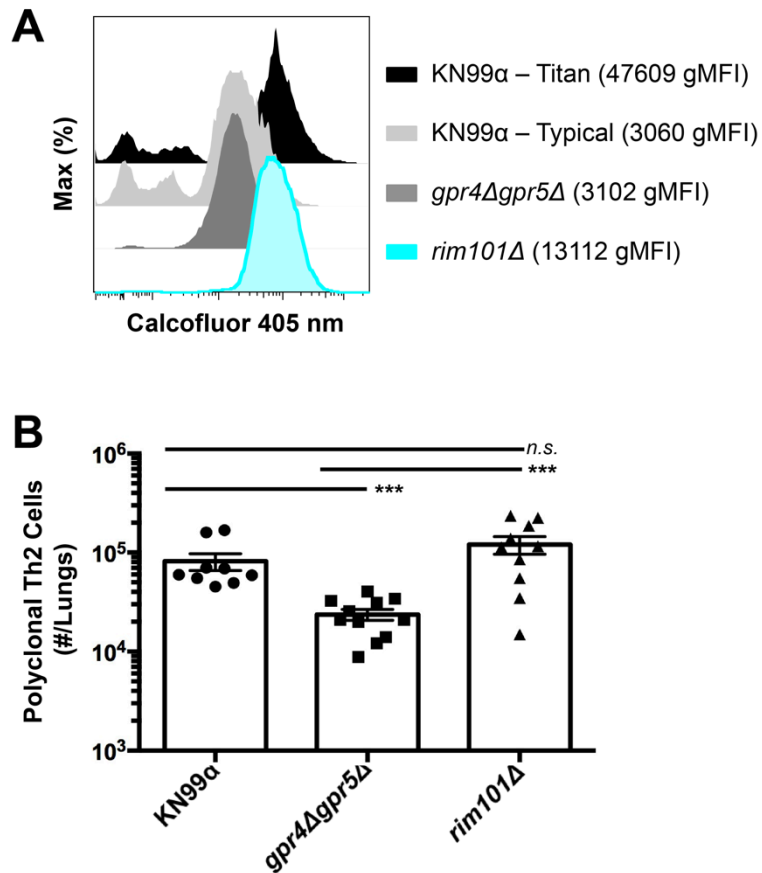 A
Max (%)
Calcofluor 405 nm
KN99α – Titan (47609 gMFI)
KN99α – Typical (3060 gMFI)
gpr4Δgpr5Δ (3102 gMFI)
rim101Δ (13112 gMFI)
B
Polyclonal Th2 Cells
(#/Lungs)
10⁶
10⁵
10⁴
10³
n.s.
***
***
KN99α
gpr4Δgpr5Δ
rim101Δ